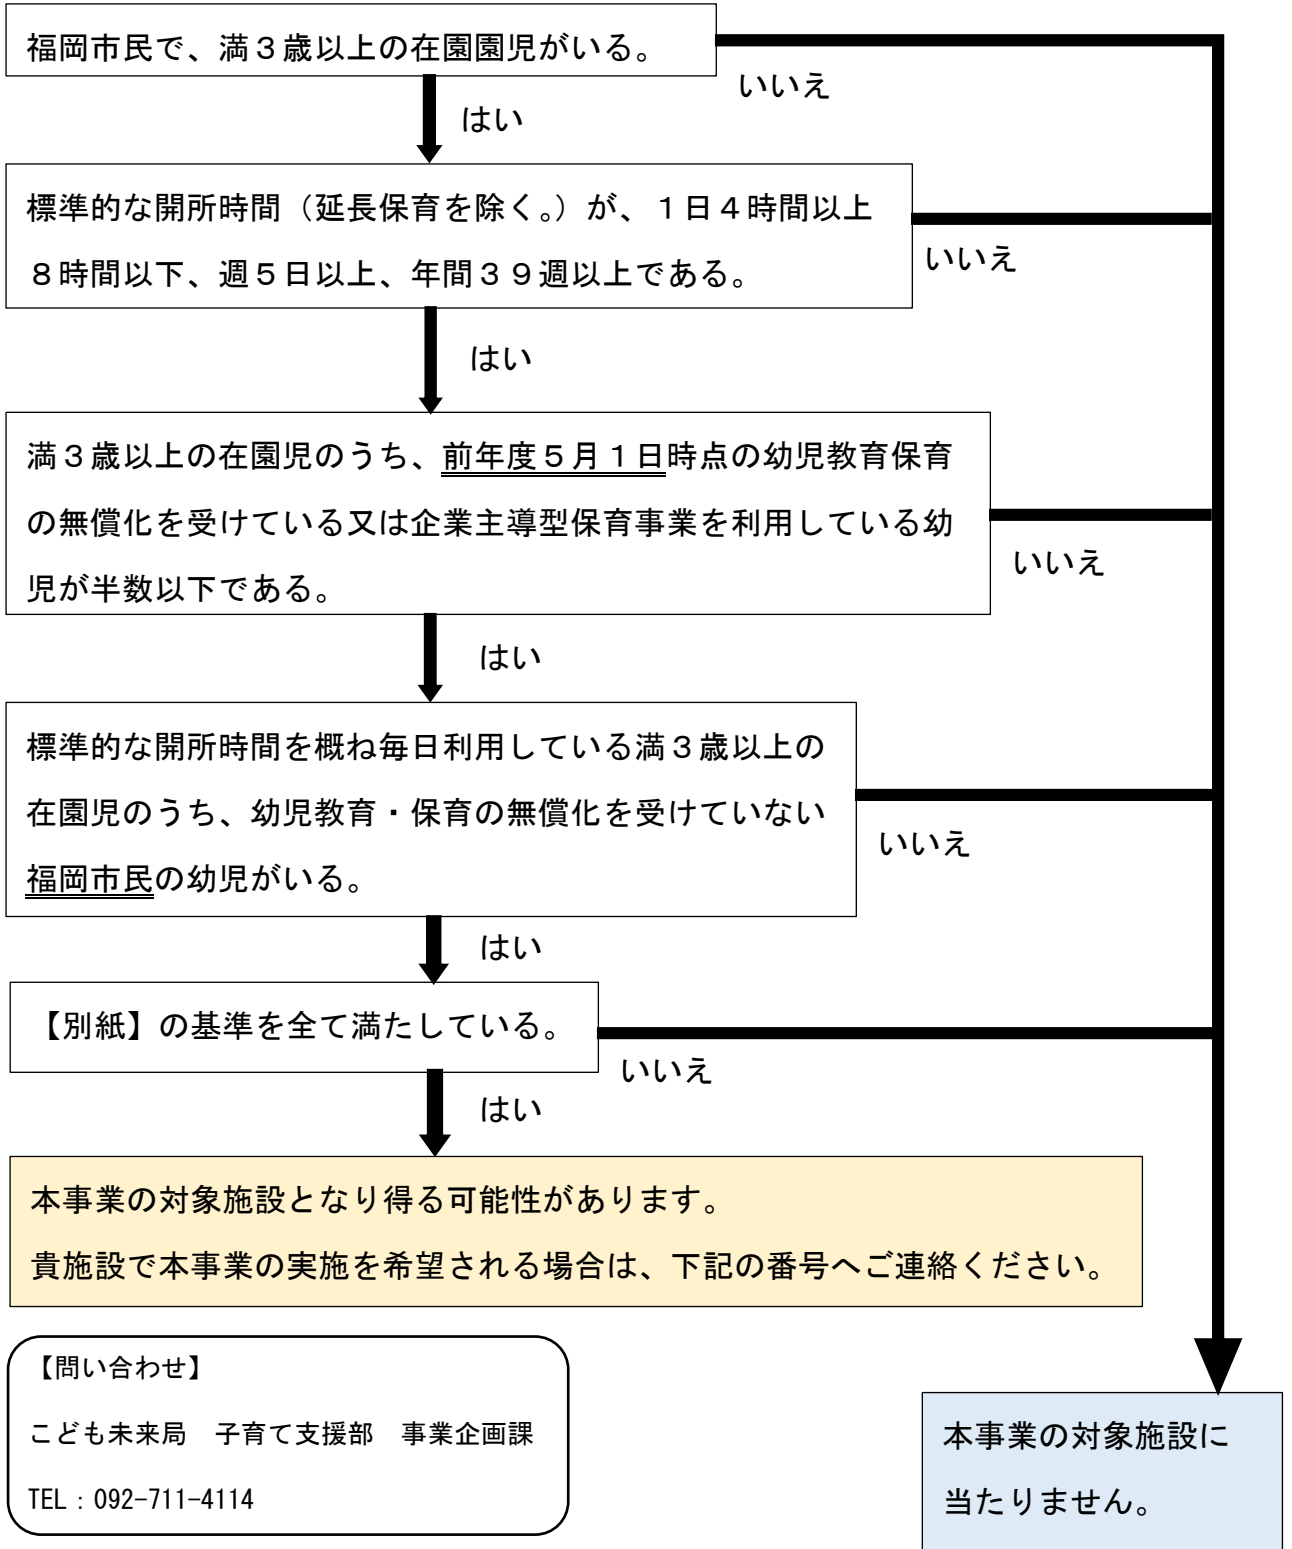 福岡市民で、満３歳以上の在園園児がいる。
いいえ
はい
標準的な開所時間（延長保育を除く。）が、１日４時間以上
８時間以下、週５日以上、年間３９週以上である。
いいえ
はい
満３歳以上の在園児のうち、前年度５月１日時点の幼児教育保育
の無償化を受けている又は企業主導型保育事業を利用している幼
児が半数以下である。
いいえ
はい
標準的な開所時間を概ね毎日利用している満３歳以上の
在園児のうち、幼児教育・保育の無償化を受けていない
福岡市民の幼児がいる。
いいえ
はい
【別紙】の基準を全て満たしている。
いいえ
はい
本事業の対象施設となり得る可能性があります。
貴施設で本事業の実施を希望される場合は、下記の番号へご連絡ください。
【問い合わせ】
こども未来局　子育て支援部　事業企画課
TEL：092-711-4114
本事業の対象施設に
当たりません。